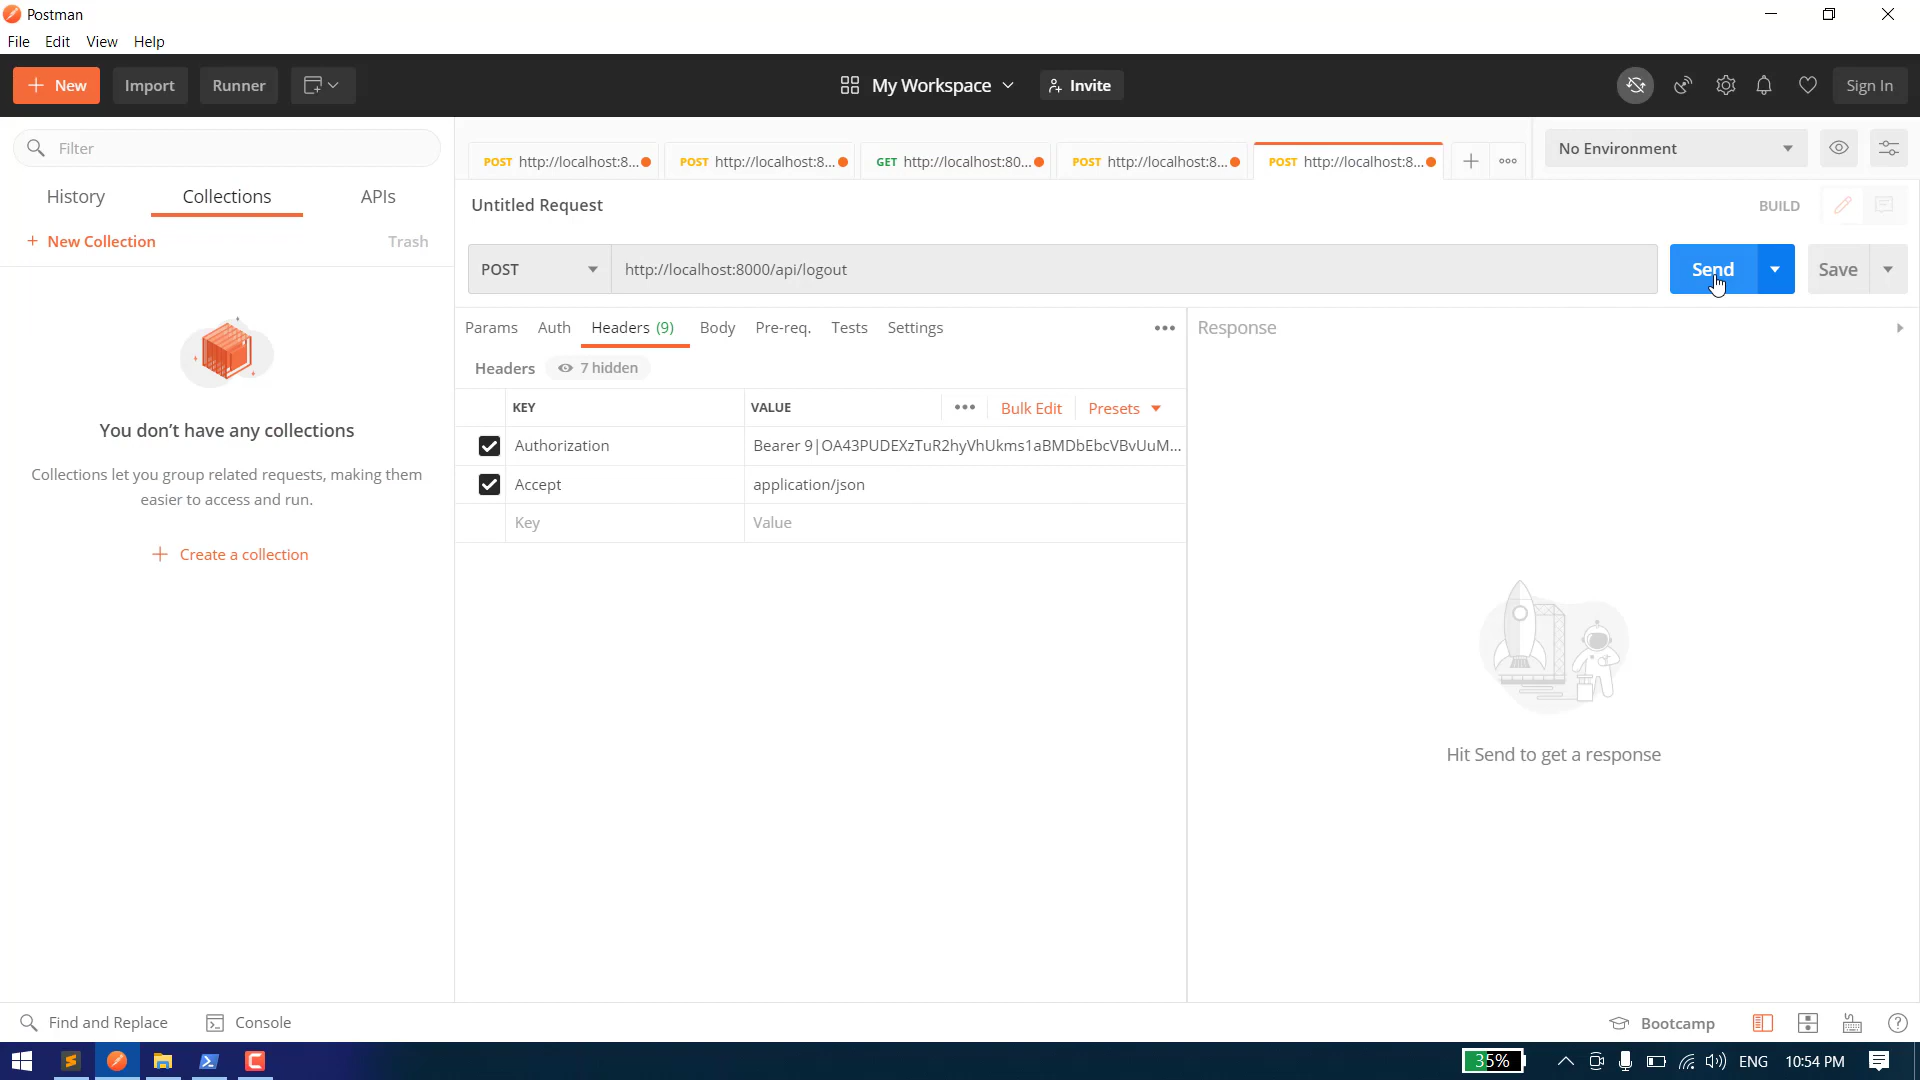 Postman
File Edit View Help
New Import Runner My Workspace Invite Sign In
Filter
History Collections APIs
New Collection Trash
You don't have any collections
Collections let you group related requests, making them
easier to access and run.
Create a collection
POST http://localhost:8... POST http://localhost:8... GET http://localhost:80... POST http://localhost:8... POST http://localhost:8...
No Environment
Untitled Request BUILD
POST http://localhost:8000/api/logout Send Save
Params Auth Headers (9) Body Pre-req. Tests Settings
Response
Headers 7 hidden
KEY VALUE Bulk Edit Presets
Authorization Bearer 9|OA43PUDEXzTuR2hyVhUkms1aBMDbEbcVBvUuM...
Accept application/json
Key Value
Hit Send to get a response
Find and Replace Console Bootcamp
35% ENG 10:54 PM